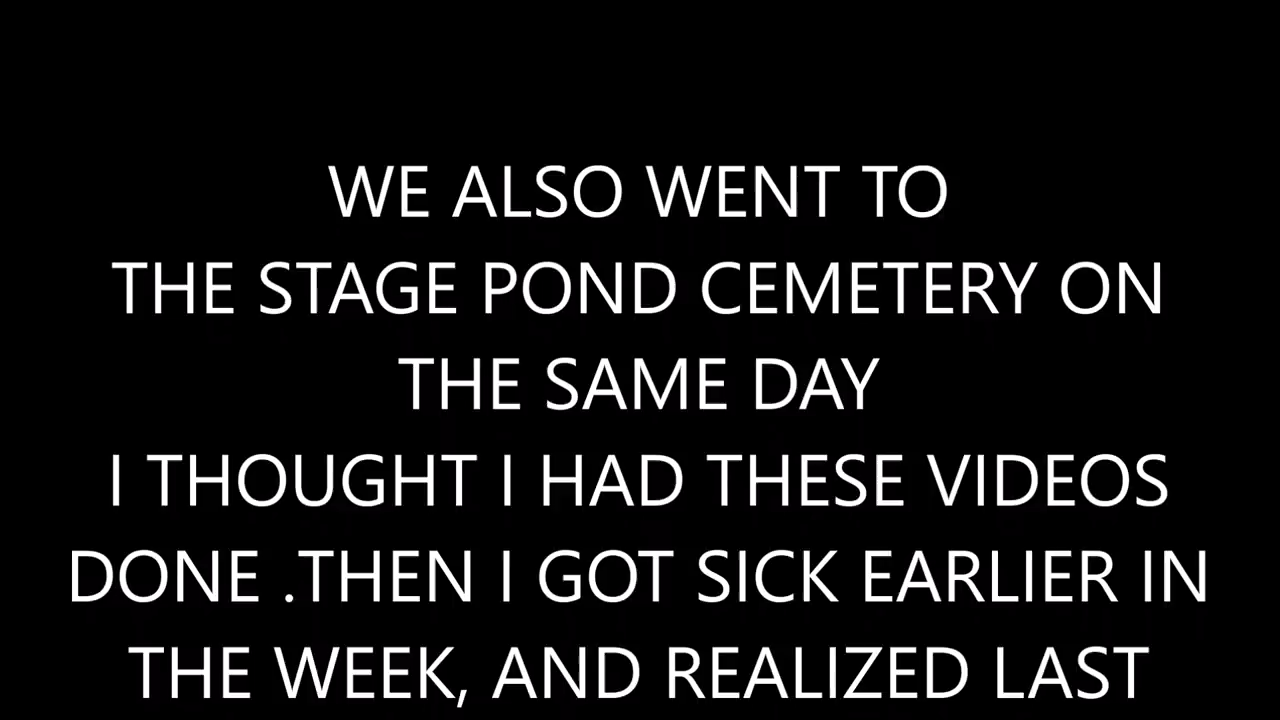 WE ALSO WENT TO
THE STAGE POND CEMETERY ON
THE SAME DAY
I THOUGHT I HAD THESE VIDEOS
DONE .THEN I GOT SICK EARLIER IN
THE WEEK, AND REALIZED LAST